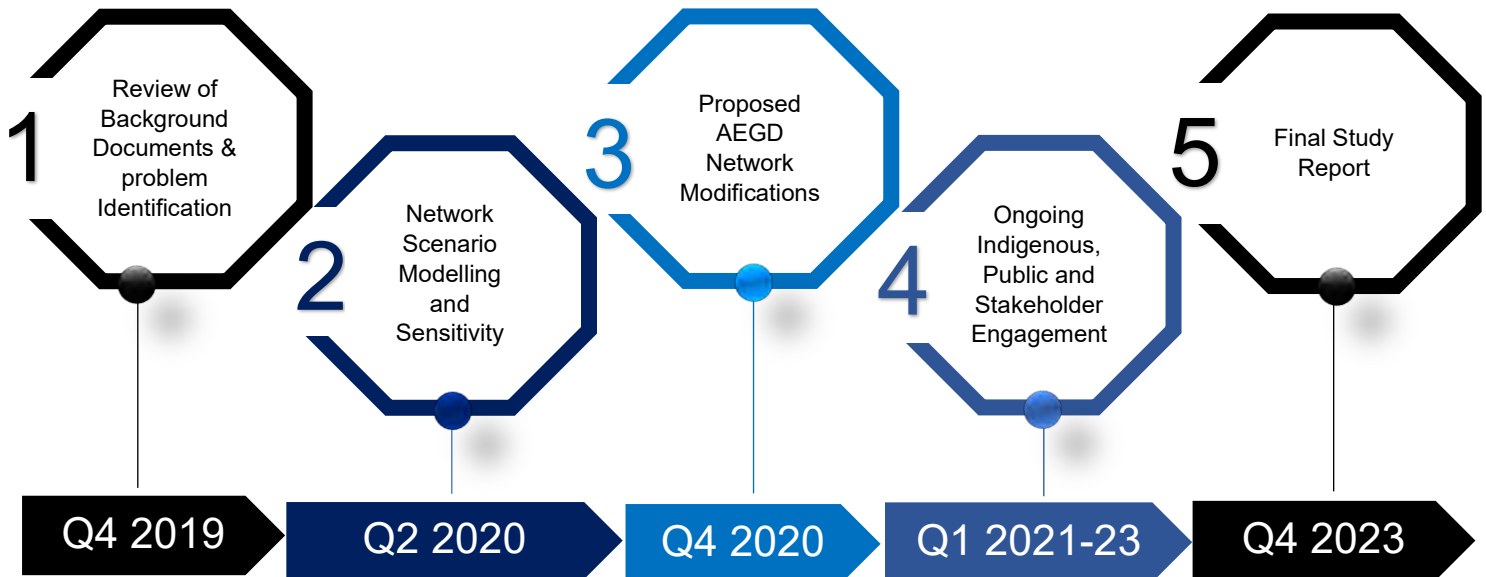 1
Review of
Background
Documents &
problem
Identification
2
Network
Scenario
Modelling
and
Sensitivity
3
Proposed
AEGD
Network
Modifications
4
Ongoing
Indigenous,
Public and
Stakeholder
Engagement
5
Final Study
Report
Q4 2019
Q2 2020
Q4 2020
Q1 2021-23
Q4 2023